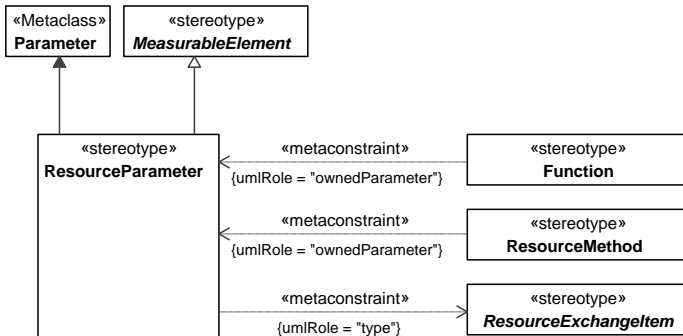 «Metaclass»
Parameter
«stereotype»
MeasurableElement
«stereotype»
ResourceParameter
«metaconstraint»
{umlRole = "ownedParameter"}
«stereotype»
Function
«metaconstraint»
{umlRole = "ownedParameter"}
«stereotype»
ResourceMethod
«metaconstraint»
{umlRole = "type"}
«stereotype»
ResourceExchangeItem